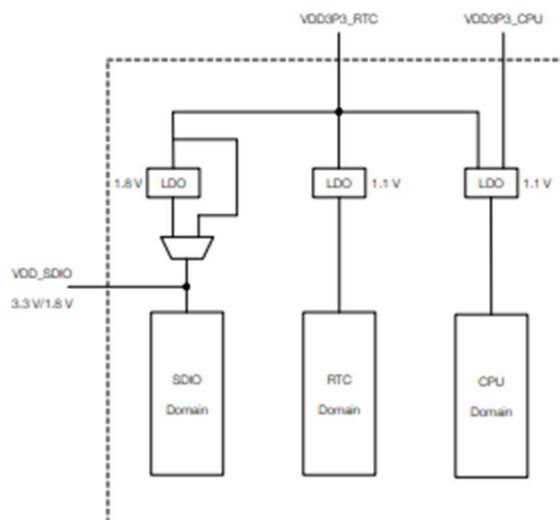 VDD3P3_RTC VDD3P3_CPU
1.8 V LDO LDO 1.1 V LDO 1.1 V
VDD_SDIO
3.3 V/1.8 V
SDIO RTC CPU
Domain Domain Domain